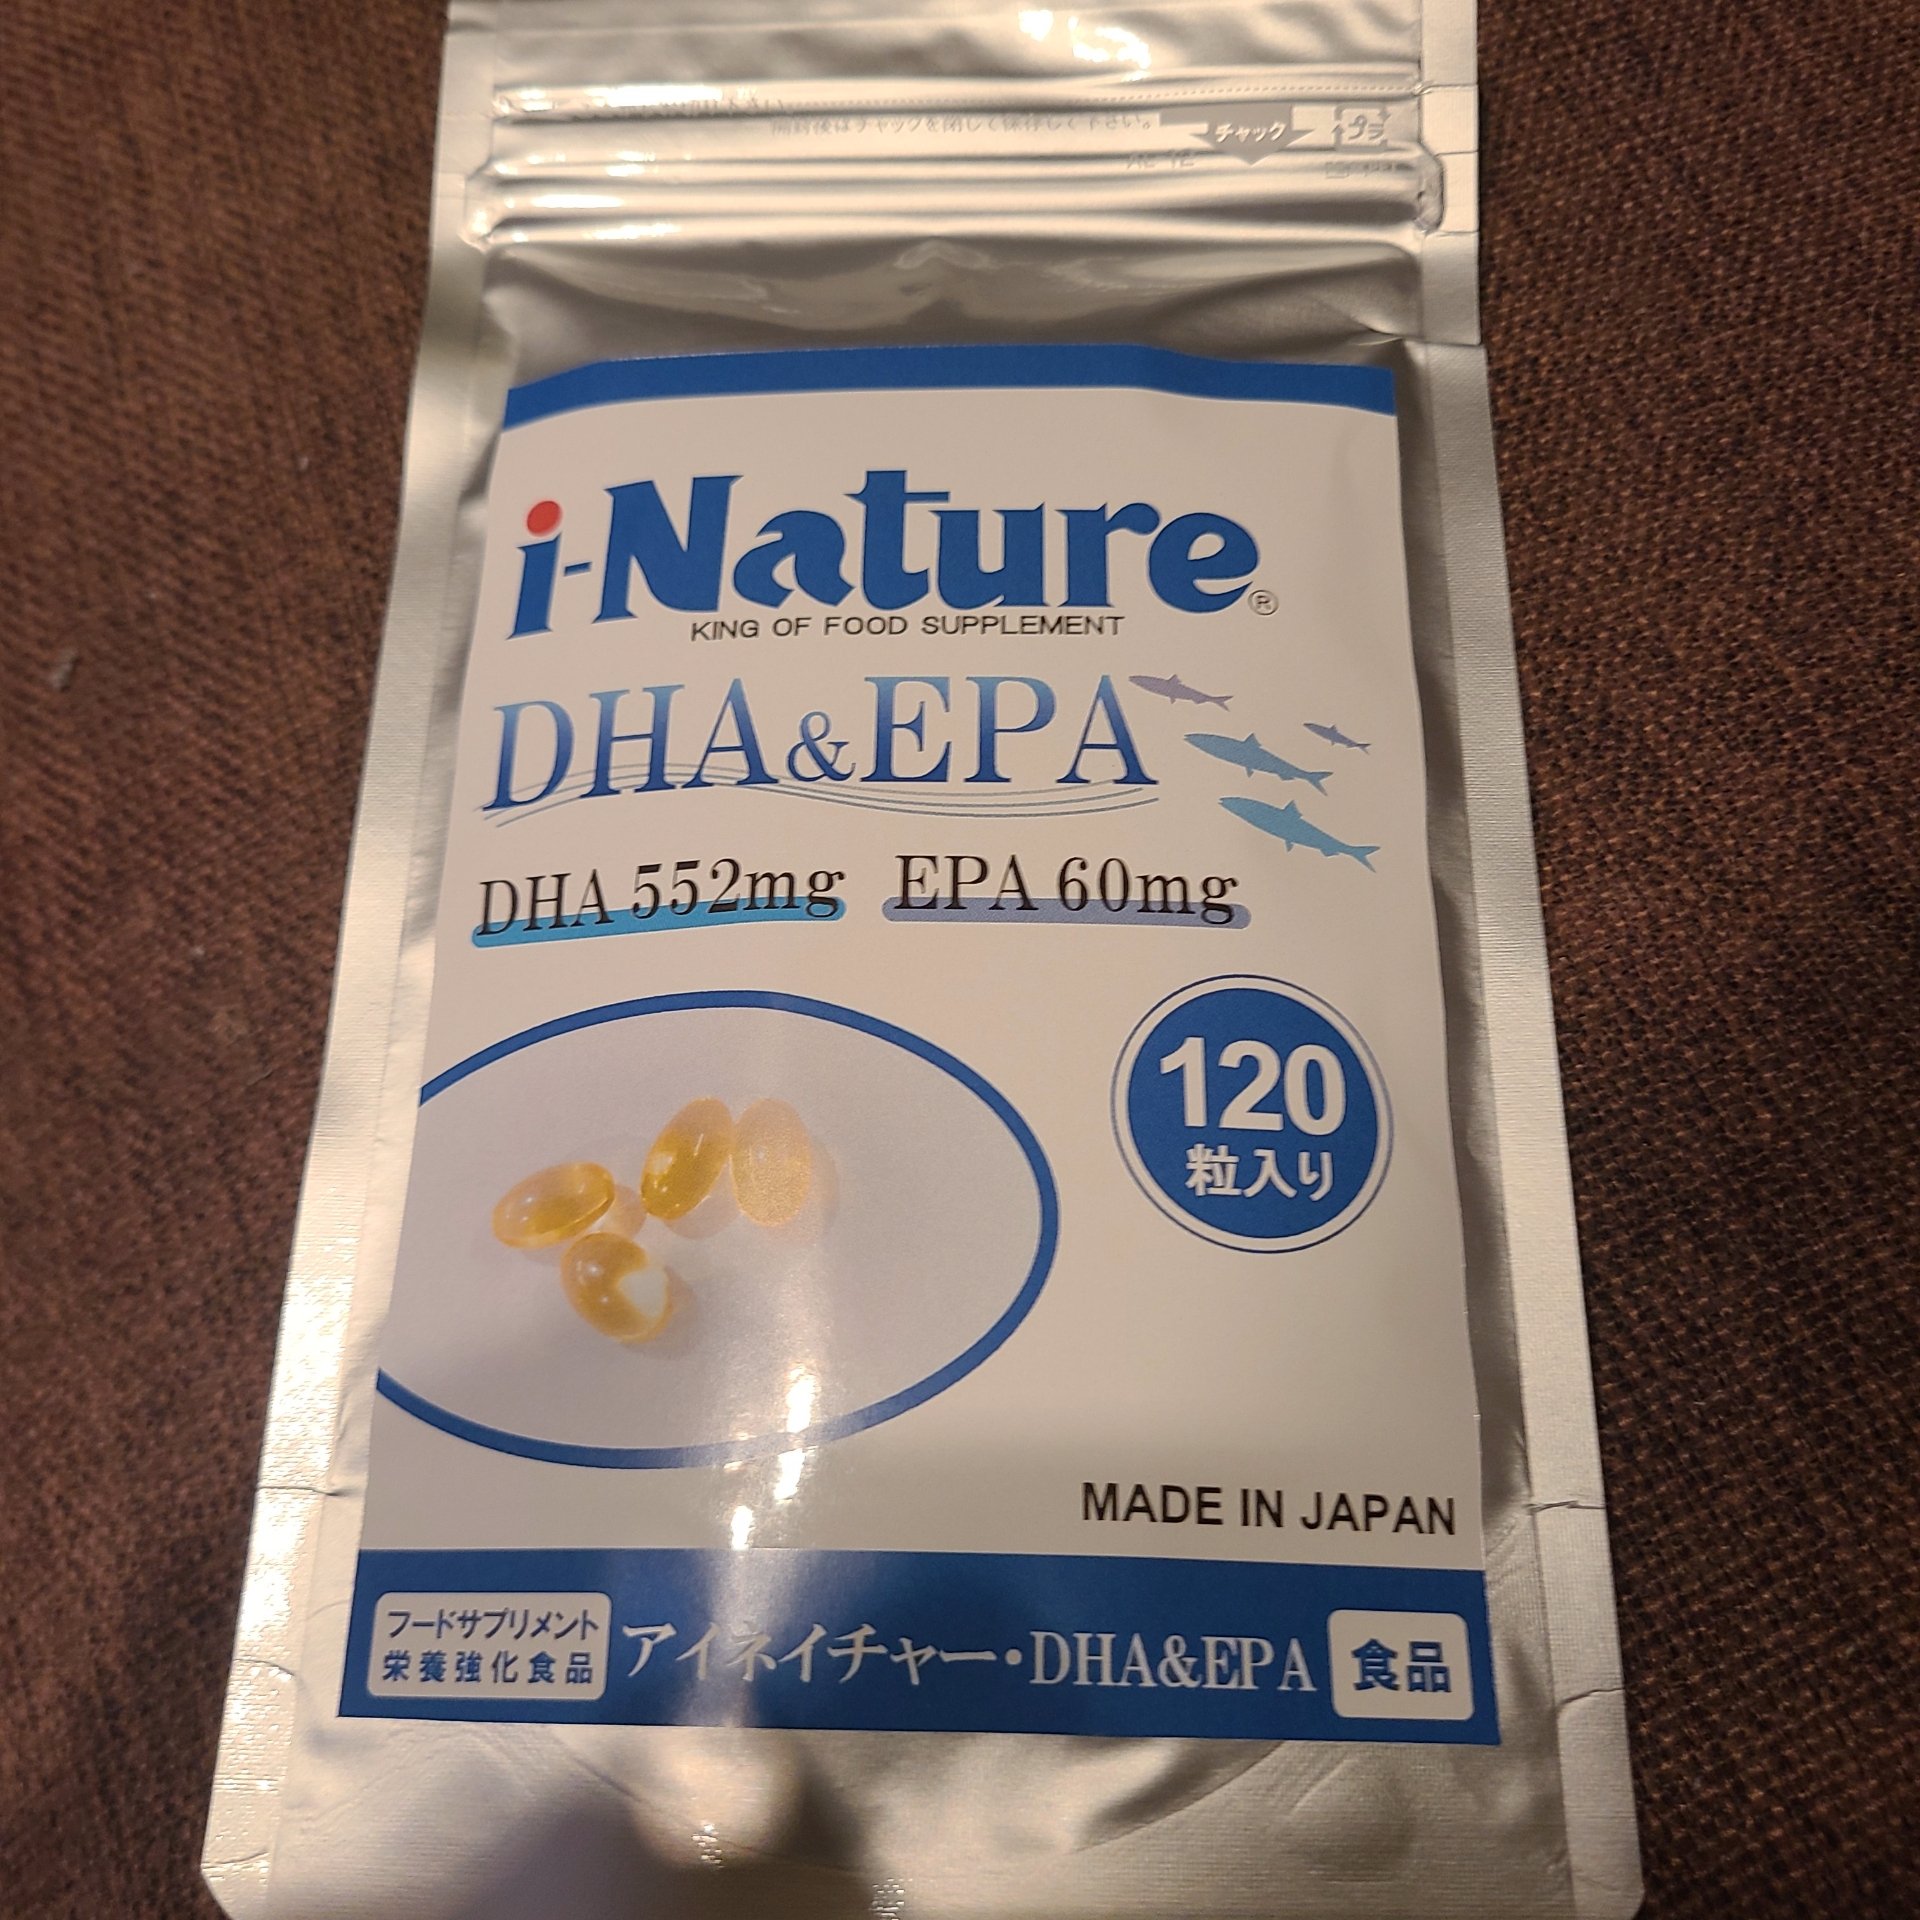 開封後はチャックを閉じて保存して下さい。
チャック
プラ
i-Nature®
KING OF FOOD SUPPLEMENT
DHA&EPA
DHA 552mg EPA 60mg
120
粒入り
MADE IN JAPAN
フードサプリメント
栄養強化食品
アイネイチャー・DHA&EPA
食品